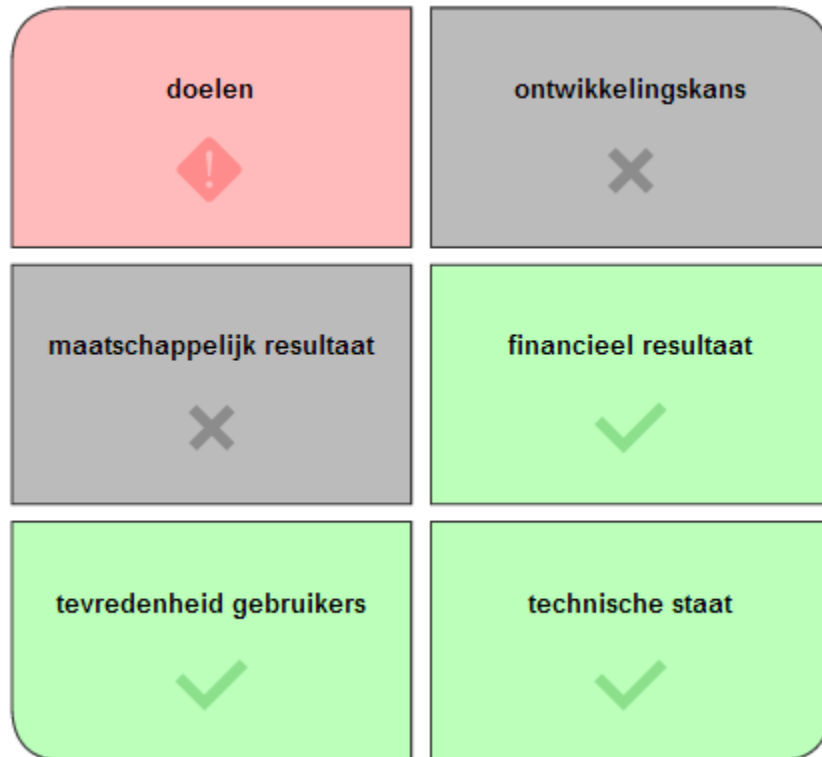 doelen
ontwikkelingskans
maatschappelijk resultaat
financieel resultaat
tevredenheid gebruikers
technische staat